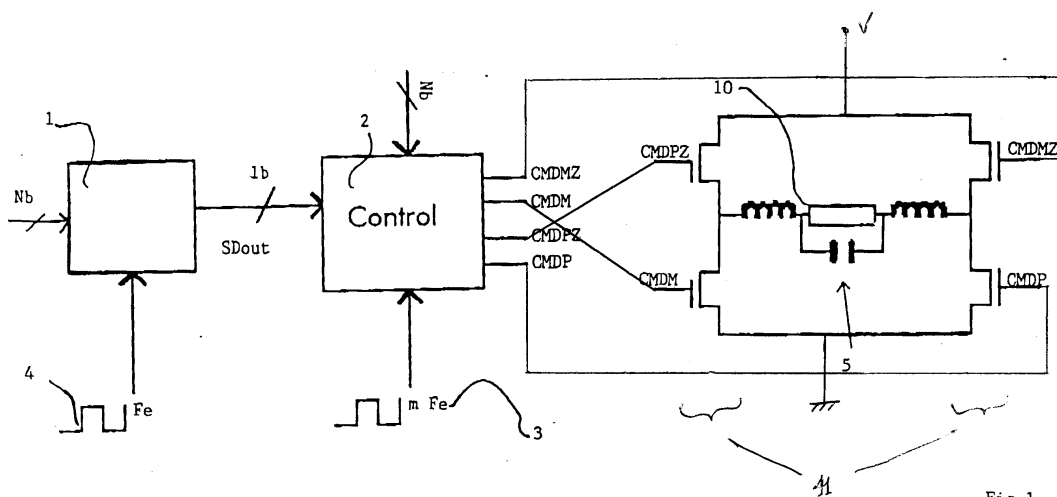 V
10
Nb
1
2
CMDPZ
CMDMZ
1b
CMDMZ
Nb
CMDM
Control
SDout
CMDPZ
CMDP
CMDM
CMDP
5
4
Fe
m Fe
3
11
Fig 1